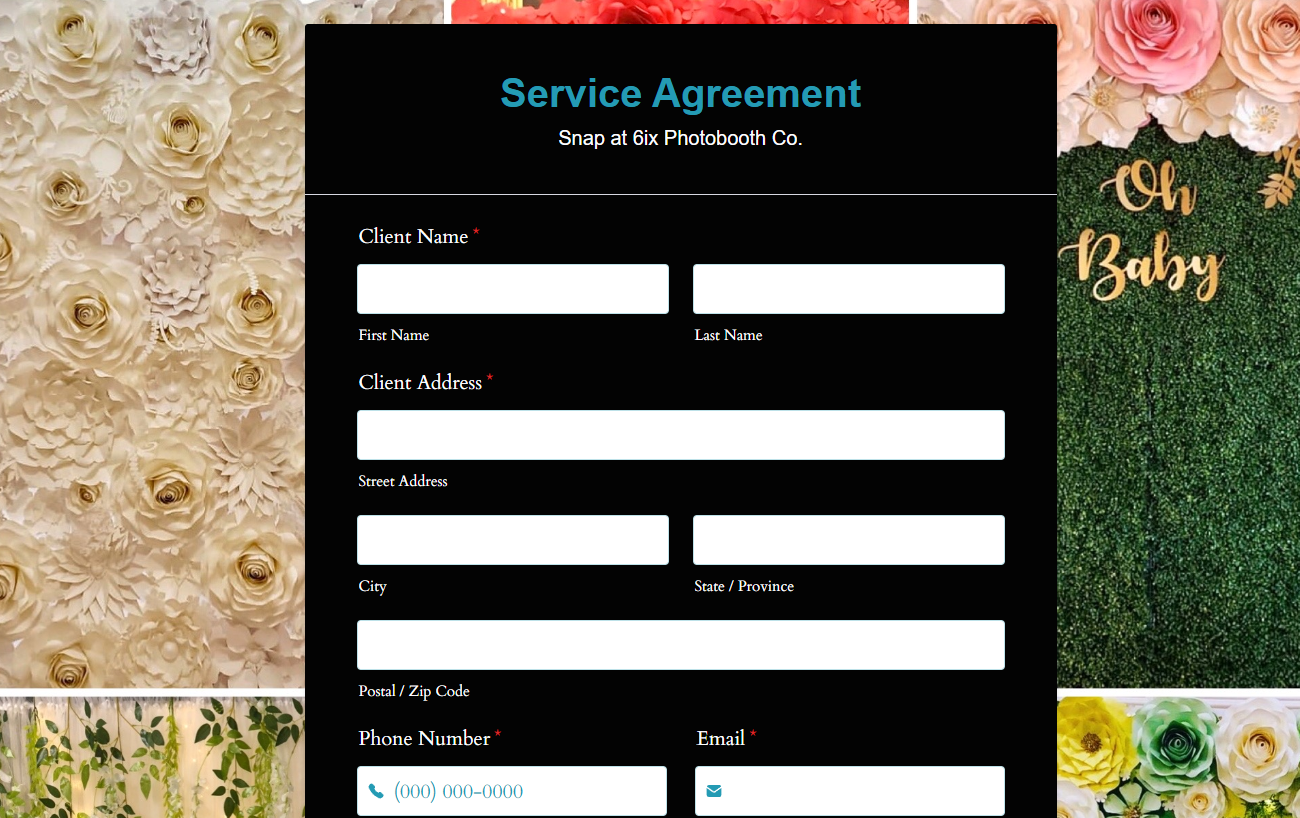 Service Agreement
Snap at 6ix Photobooth Co.
Oh
Baby
Client Name *
First Name
Last Name
Client Address *
Street Address
City
State / Province
Postal / Zip Code
Phone Number *
Email *
(000) 000-0000